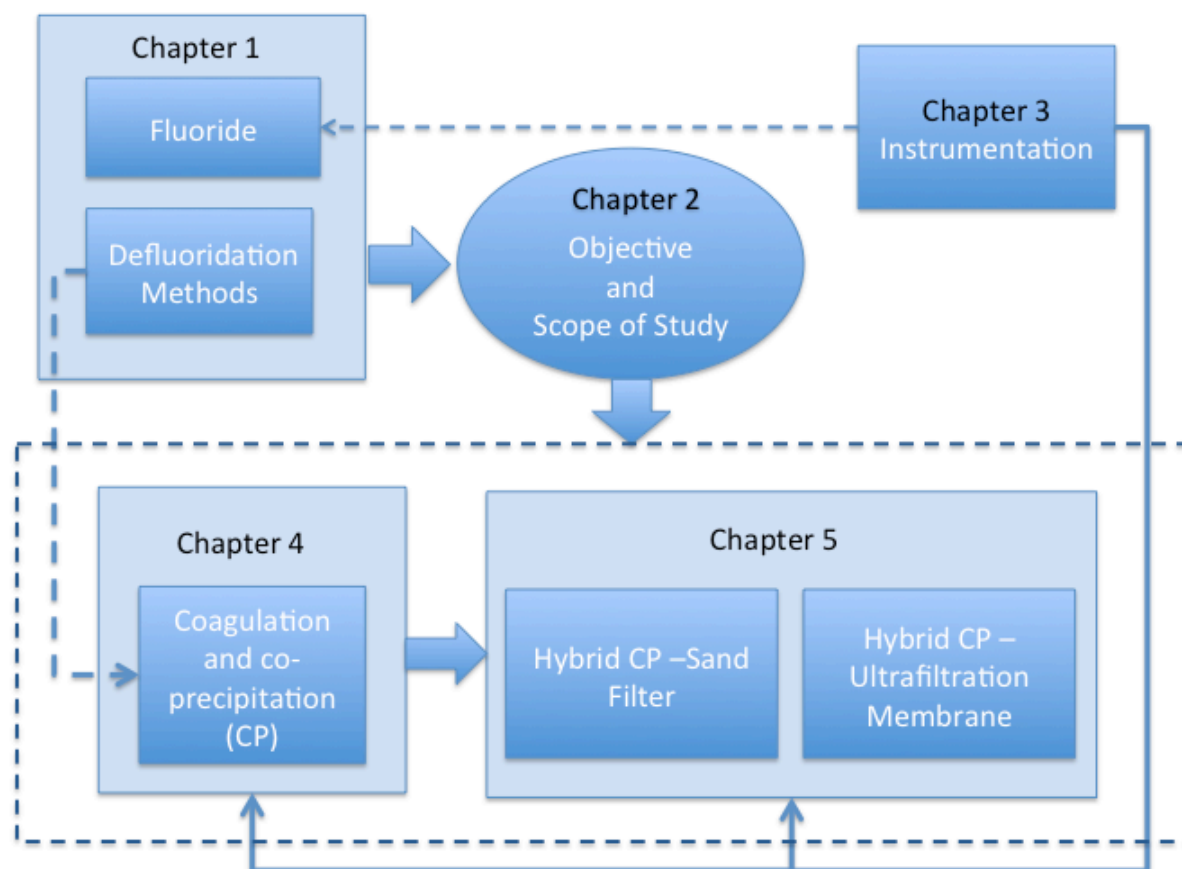 Chapter 1
Fluoride
Defluoridation
Methods
Chapter 2
Objective
and
Scope of Study
Chapter 3
Instrumentation
Chapter 4
Coagulation
and co-
precipitation
(CP)
Chapter 5
Hybrid CP –Sand
Filter
Hybrid CP –
Ultrafiltration
Membrane